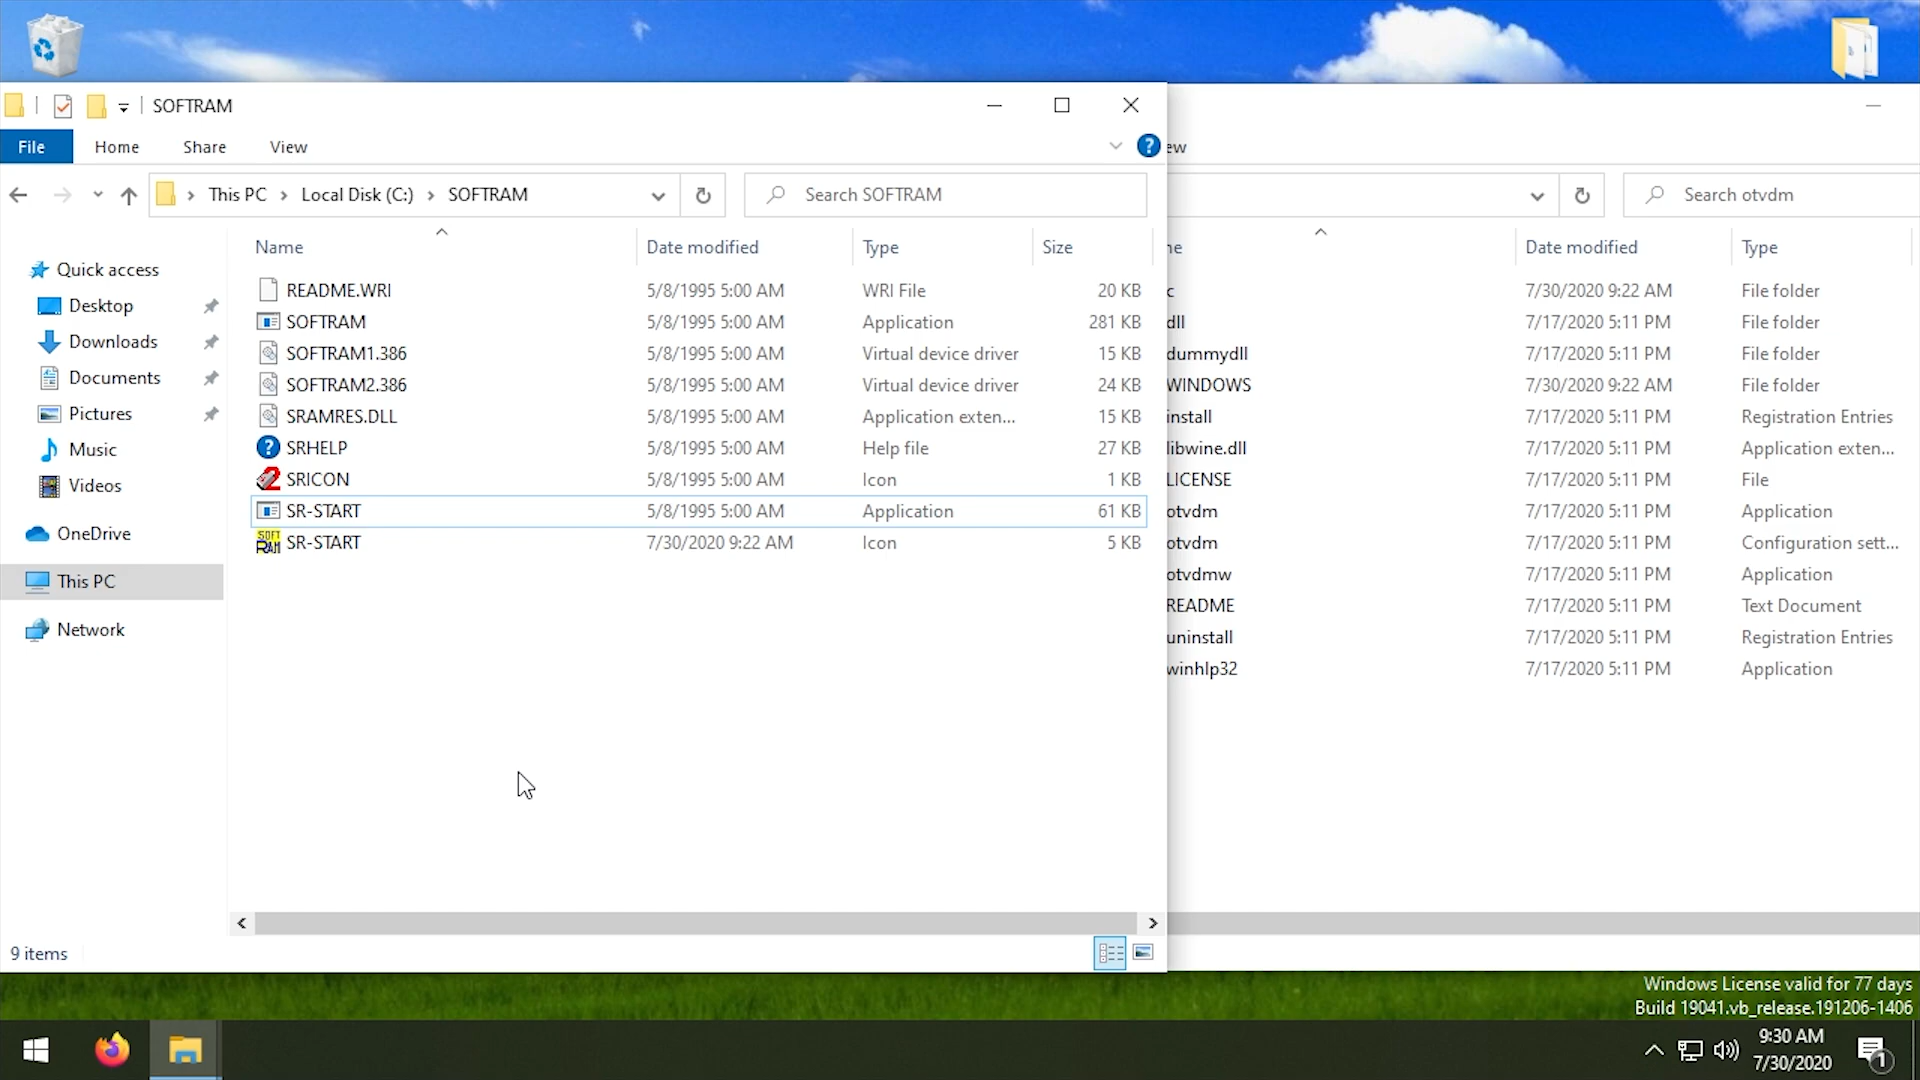 SOFTRAM
File Home Share View
ew
This PC Local Disk (C:) SOFTRAM
Search SOFTRAM
Search otvdm
Name Date modified Type Size
ne Date modified Type
Quick access
Desktop
Downloads
Documents
Pictures
Music
Videos
OneDrive
This PC
Network
README.WRI 5/8/1995 5:00 AM WRI File 20 KB
SOFTRAM 5/8/1995 5:00 AM Application 281 KB
SOFTRAM1.386 5/8/1995 5:00 AM Virtual device driver 15 KB
SOFTRAM2.386 5/8/1995 5:00 AM Virtual device driver 24 KB
SRAMRES.DLL 5/8/1995 5:00 AM Application exten... 15 KB
SRHELP 5/8/1995 5:00 AM Help file 27 KB
SRICON 5/8/1995 5:00 AM Icon 1 KB
SR-START 5/8/1995 5:00 AM Application 61 KB
SOFT RAM SR-START 7/30/2020 9:22 AM Icon 5 KB
c 7/30/2020 9:22 AM File folder
dll 7/17/2020 5:11 PM File folder
dummydll 7/17/2020 5:11 PM File folder
WINDOWS 7/30/2020 9:22 AM File folder
install 7/17/2020 5:11 PM Registration Entries
libwine.dll 7/17/2020 5:11 PM Application exten...
LICENSE 7/17/2020 5:11 PM File
otvdm 7/17/2020 5:11 PM Application
otvdm 7/17/2020 5:11 PM Configuration sett...
otvdmw 7/17/2020 5:11 PM Application
README 7/17/2020 5:11 PM Text Document
uninstall 7/17/2020 5:11 PM Registration Entries
winhlp32 7/17/2020 5:11 PM Application
9 items
Windows License valid for 77 days
Build 19041.vb_release.191206-1406
9:30 AM
7/30/2020
1